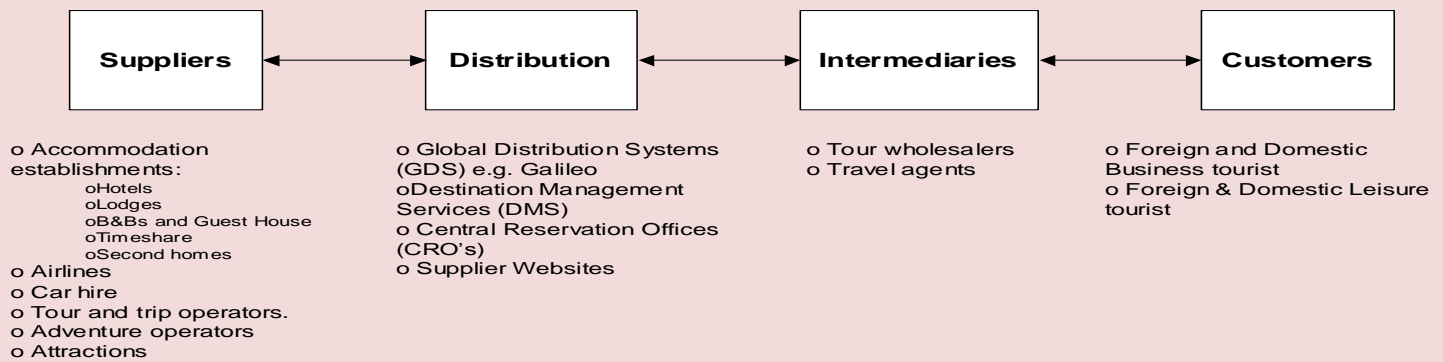 Suppliers
Distribution
Intermediaries
Customers
o Accommodation
establishments:
oHotels
oLodges
oB&Bs and Guest House
oTimeshare
oSecond homes
o Airlines
o Car hire
o Tour and trip operators.
o Adventure operators
o Attractions
o Global Distribution Systems
(GDS) e.g. Galileo
oDestination Management
Services (DMS)
o Central Reservation Offices
(CRO's)
o Supplier Websites
o Tour wholesalers
o Travel agents
o Foreign and Domestic
Business tourist
o Foreign & Domestic Leisure
tourist